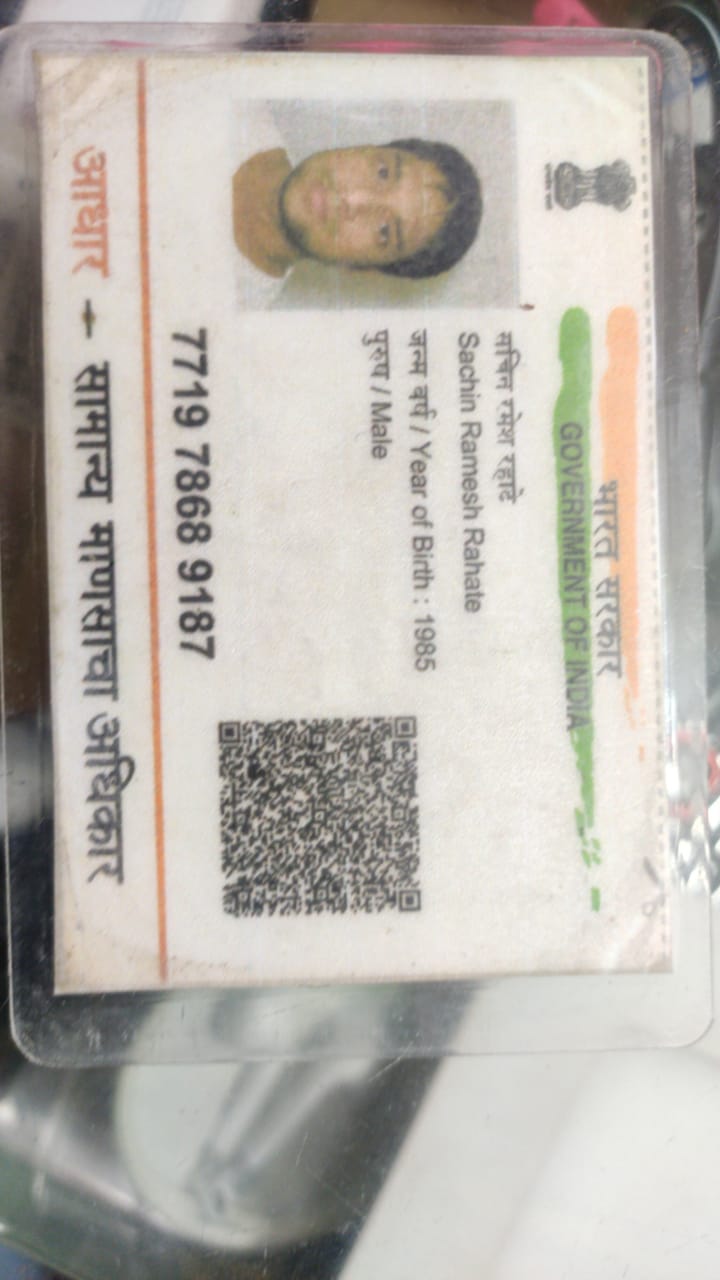 भारत सरकार
GOVERNMENT OF INDIA
सचिन रमेश रहाटे
Sachin Ramesh Rahate
जन्म वर्ष / Year of Birth : 1985
पुरुष / Male
7719 7868 9187
आधार - सामान्य माणसाचा अधिकार